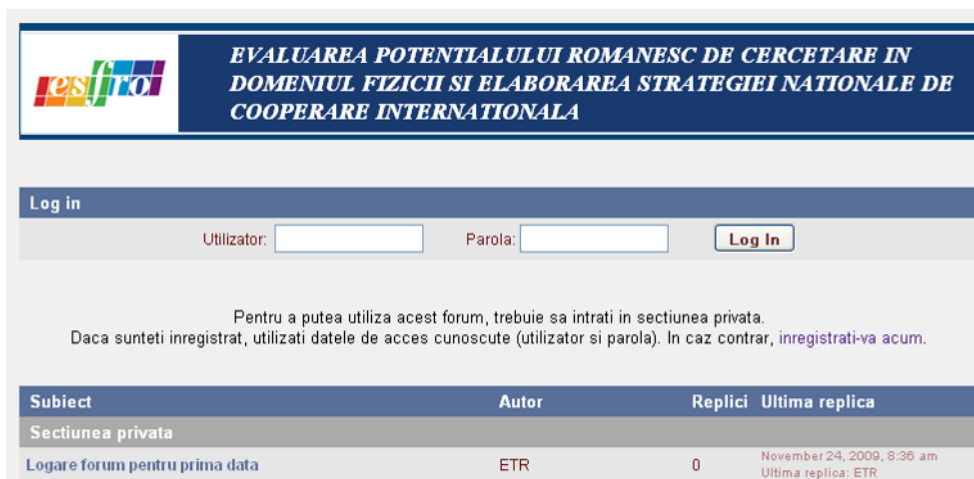 esfro
EVALUAREA POTENTIALULUI ROMANESC DE CERCETARE IN
DOMENIUL FIZICII SI ELABORAREA STRATEGIEI NATIONALE DE
COOPERARE INTERNATIONALA
Log in
Utilizator:
Parola:
Log In
Pentru a putea utiliza acest forum, trebuie sa intrati in sectiunea privata.
Daca sunteti inregistrat, utilizati datele de acces cunoscute (utilizator si parola). In caz contrar, inregistrati-va acum.
Subiect Autor Replici Ultima replica
Sectiunea privata
Logare forum pentru prima data ETR 0 November 24, 2009, 8:36 am
Ultima replica: ETR